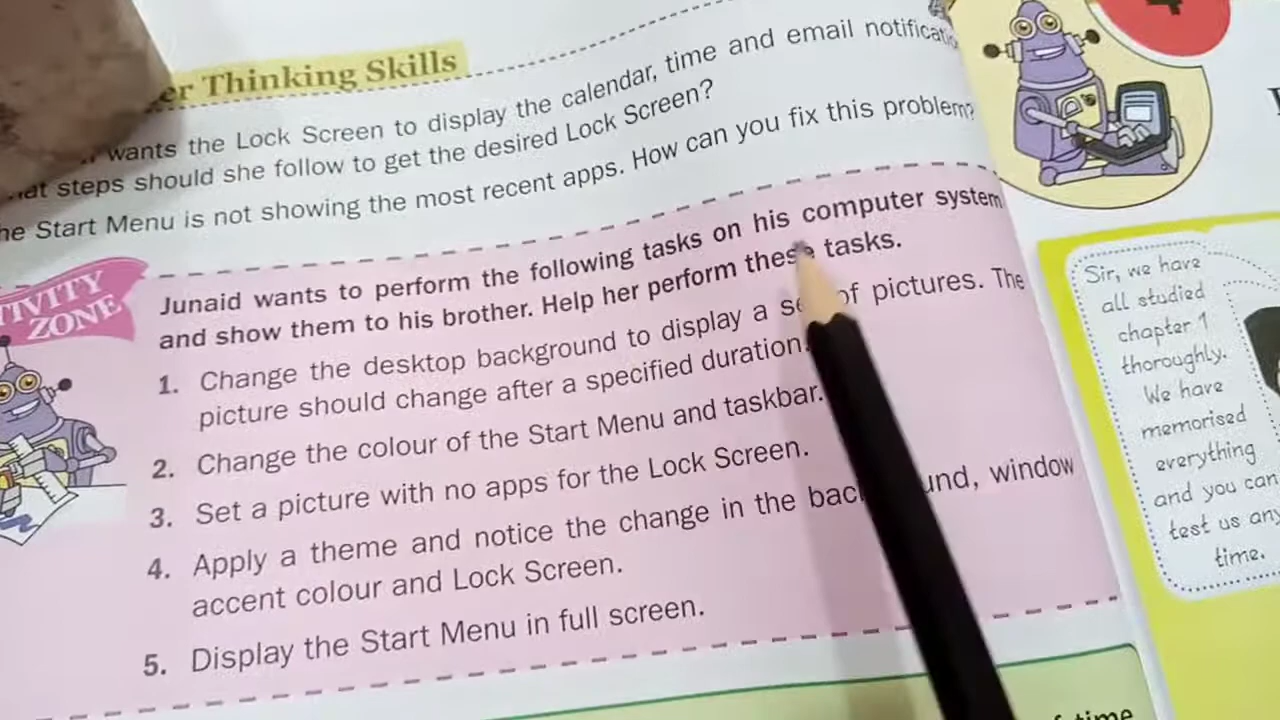 er Thinking Skills
wants the Lock Screen to display the calendar, time and email
at steps should she follow to get the desired Lock Screen?
he Start Menu is not showing the most recent apps. How can you fix this problem?
TIVITY
ZONE
Junaid wants to perform the following tasks on his computer system
and show them to his brother. Help her perform these tasks.
1. Change the desktop background to display a of pictures. The
picture should change after a specified duration.
2. Change the colour of the Start Menu and taskbar.
3. Set a picture with no apps for the Lock Screen.
4. Apply a theme and notice the change in the window
accent colour and Lock Screen.
5. Display the Start Menu in full screen.
Sir, we have
all studied
chapter 1
thoroughly.
We have
memorised
everything
and you can
test us any
time.
time